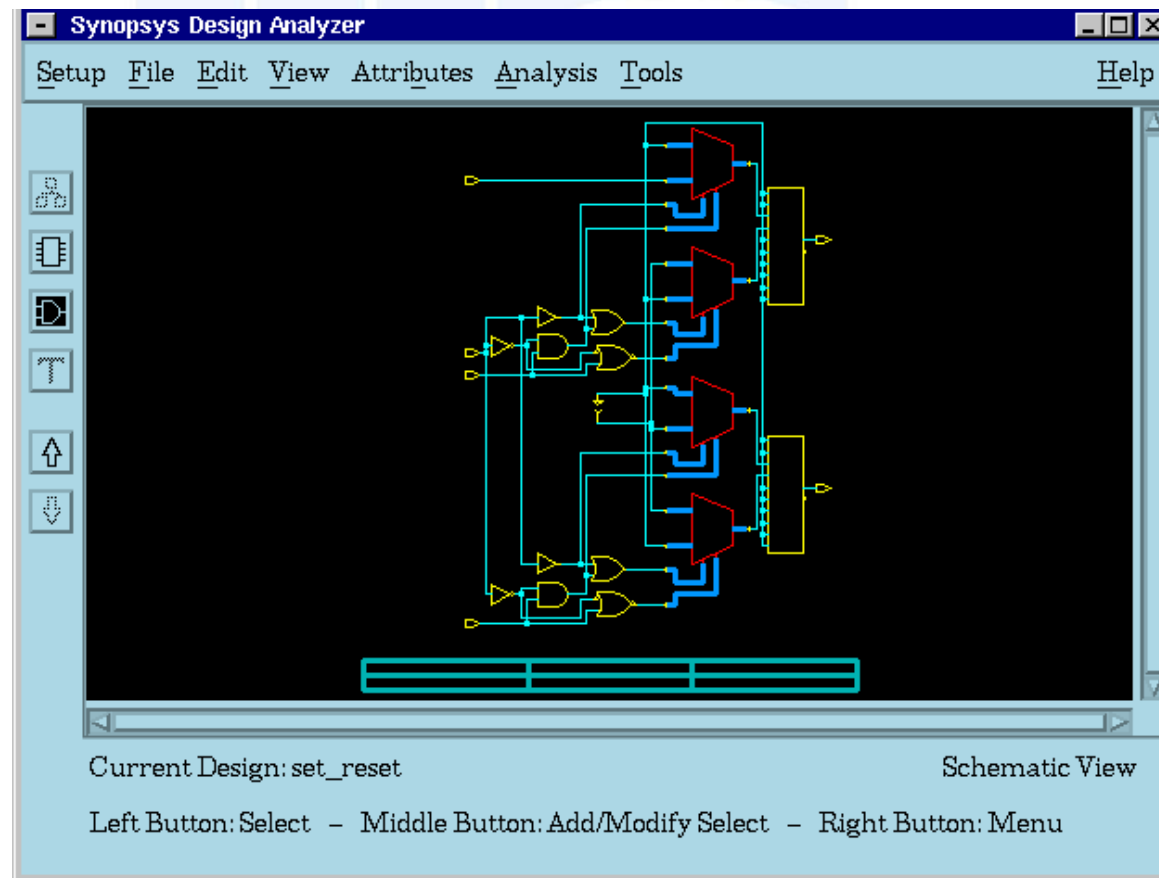 Synopsys Design Analyzer
Setup File Edit View Attributes Analysis Tools Help
Current Design: set_reset Schematic View
Left Button: Select – Middle Button: Add/Modify Select – Right Button: Menu